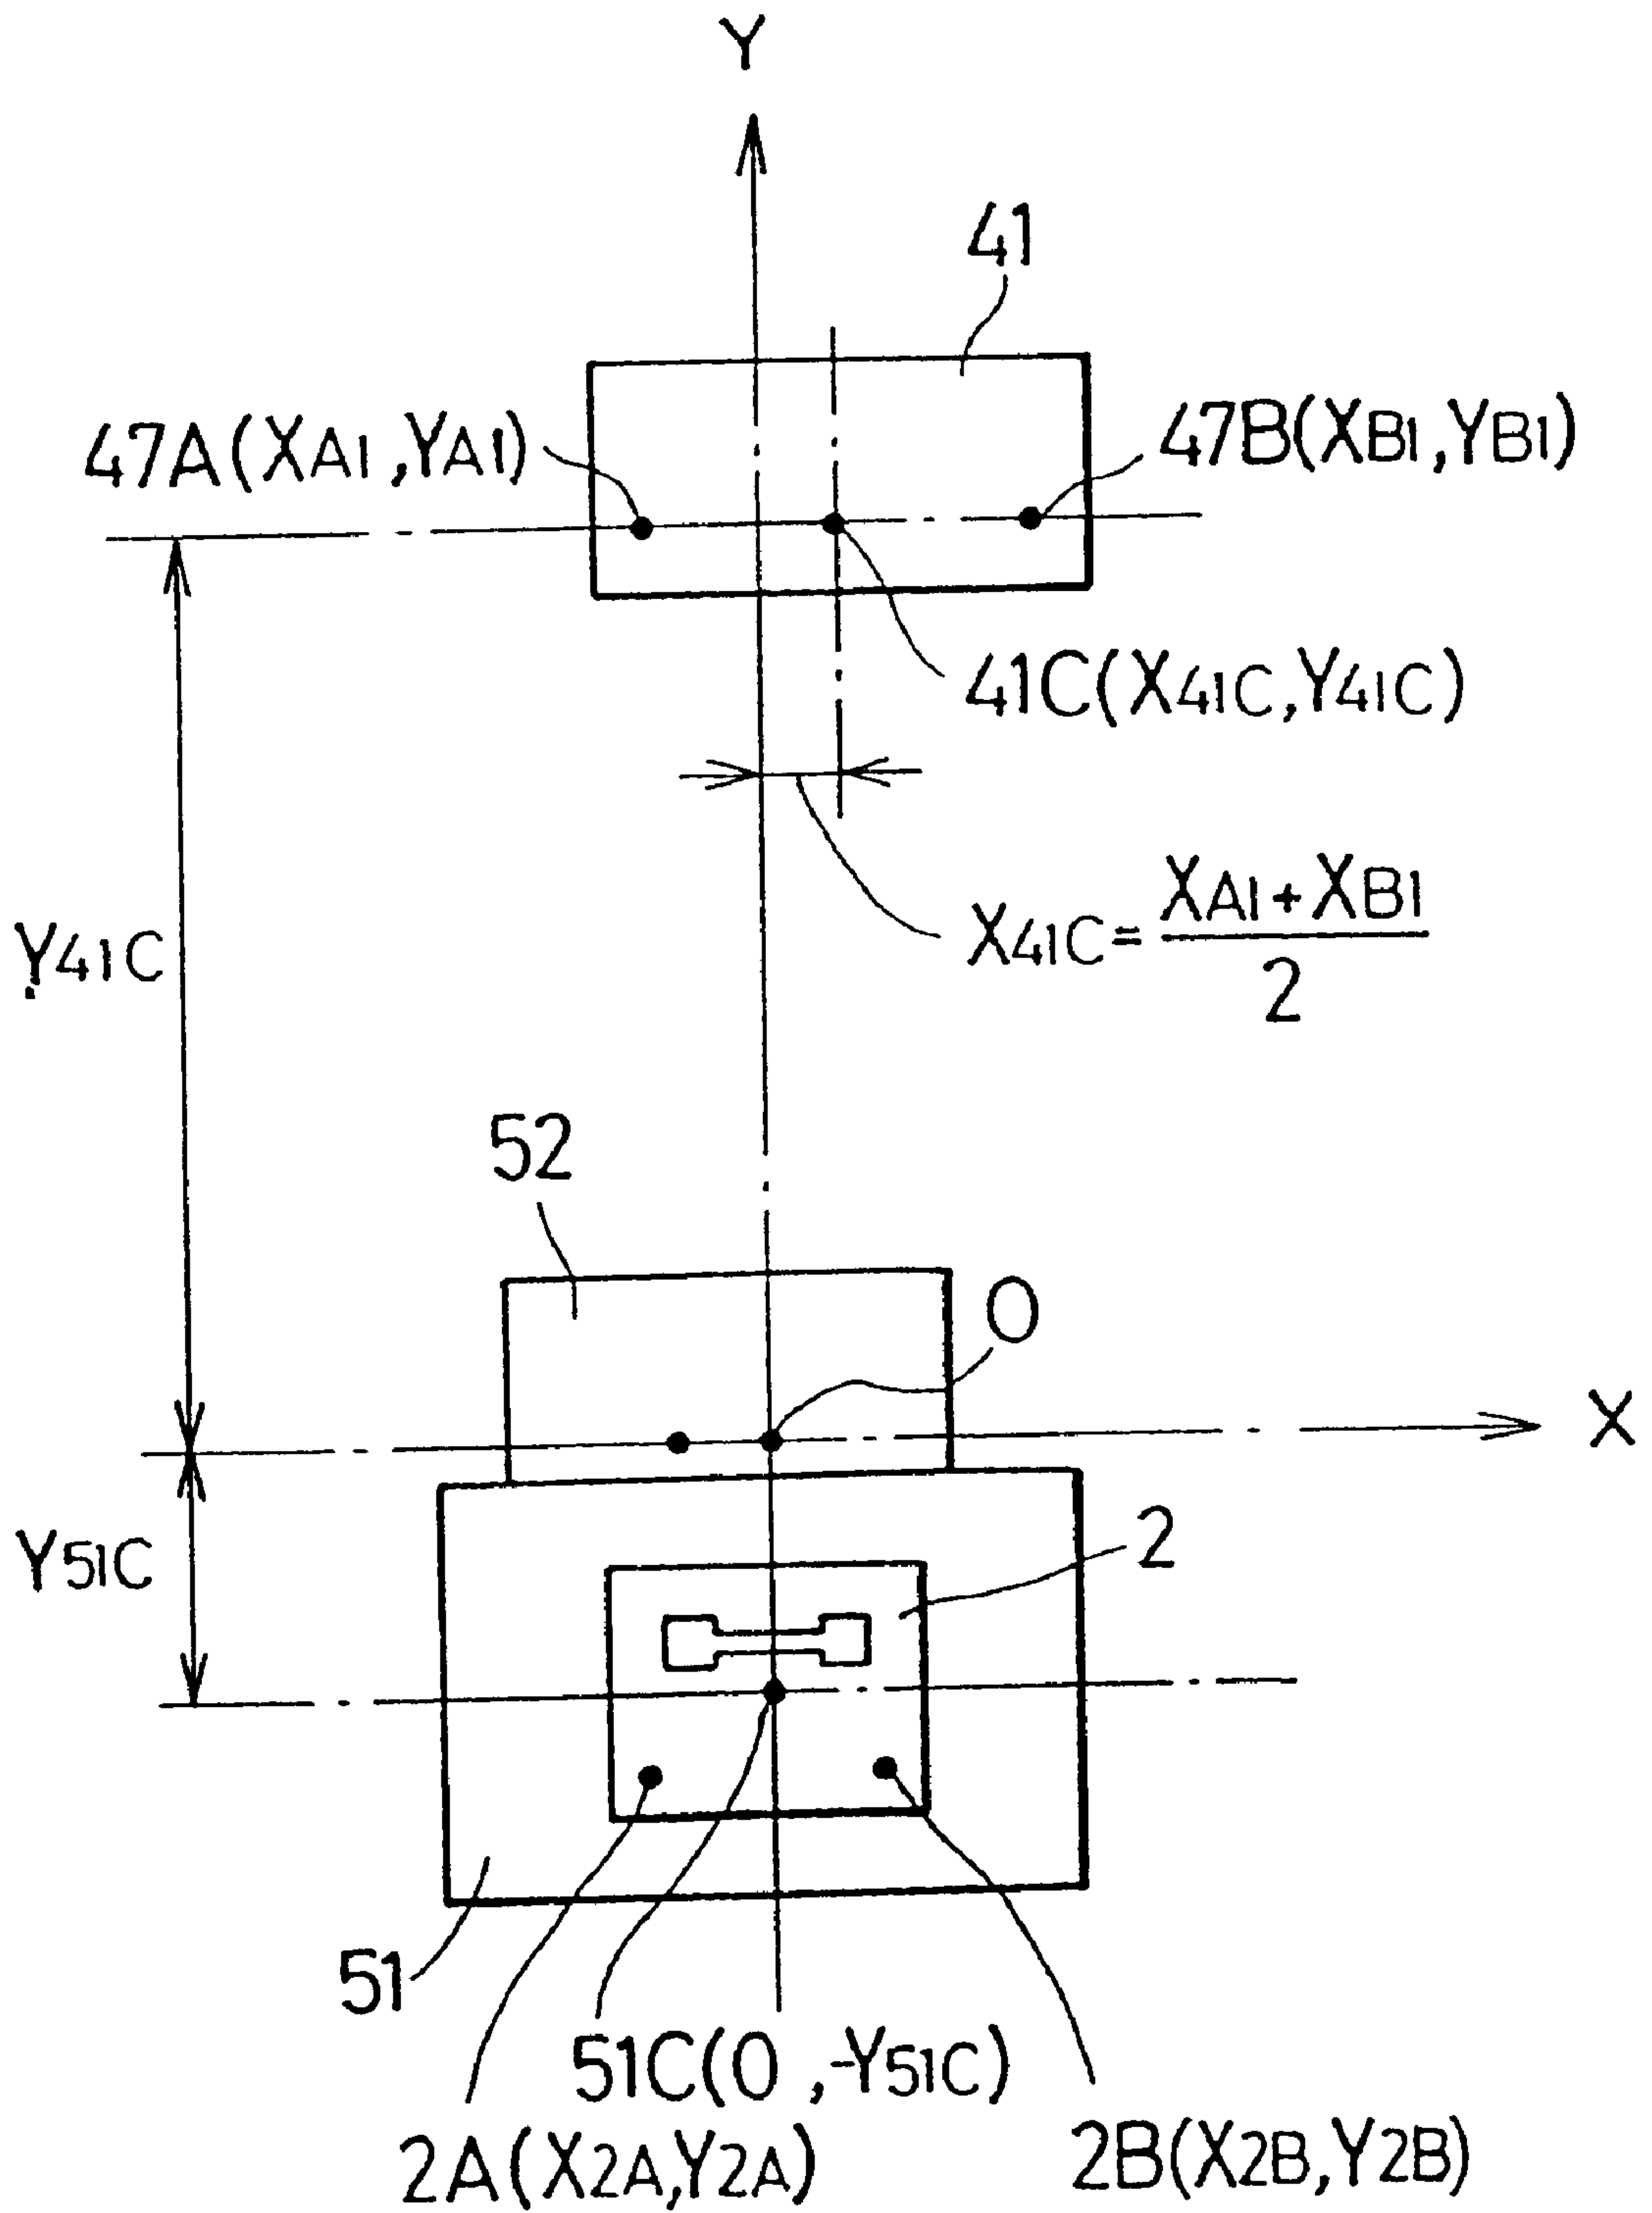 Y
41
47A(XA1,YA1)
47B(XB1,YB1)
41C(X41C,Y41C)
X41C=XA1+XB1/2
Y41C
52
O
X
Y51C
2
51
51C(0,-Y51C)
2A(X2A,Y2A)
2B(X2B,Y2B)